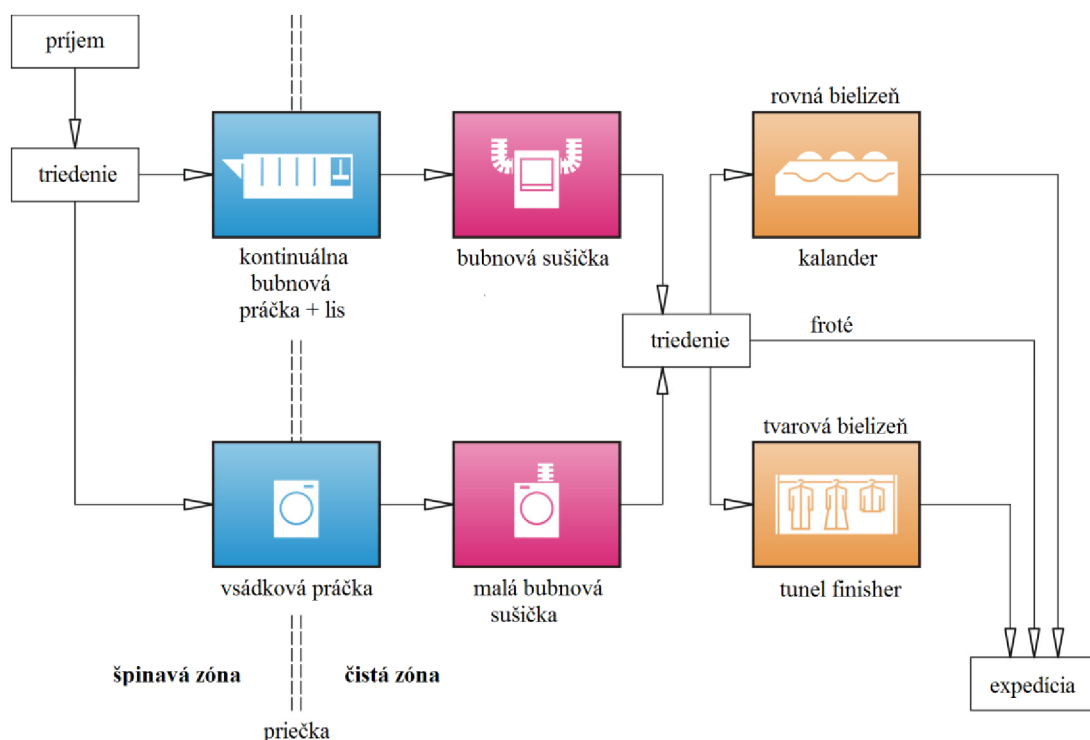 príjem
triedenie
kontinuálna
bubnová
práčka + lis
bubnová sušička
rovná bielizeň
kalander
triedenie
froté
tvarová bielizeň
vsádková práčka
malá bubnová
sušička
tunel finisher
špinavá zóna
čistá zóna
priečka
expedícia